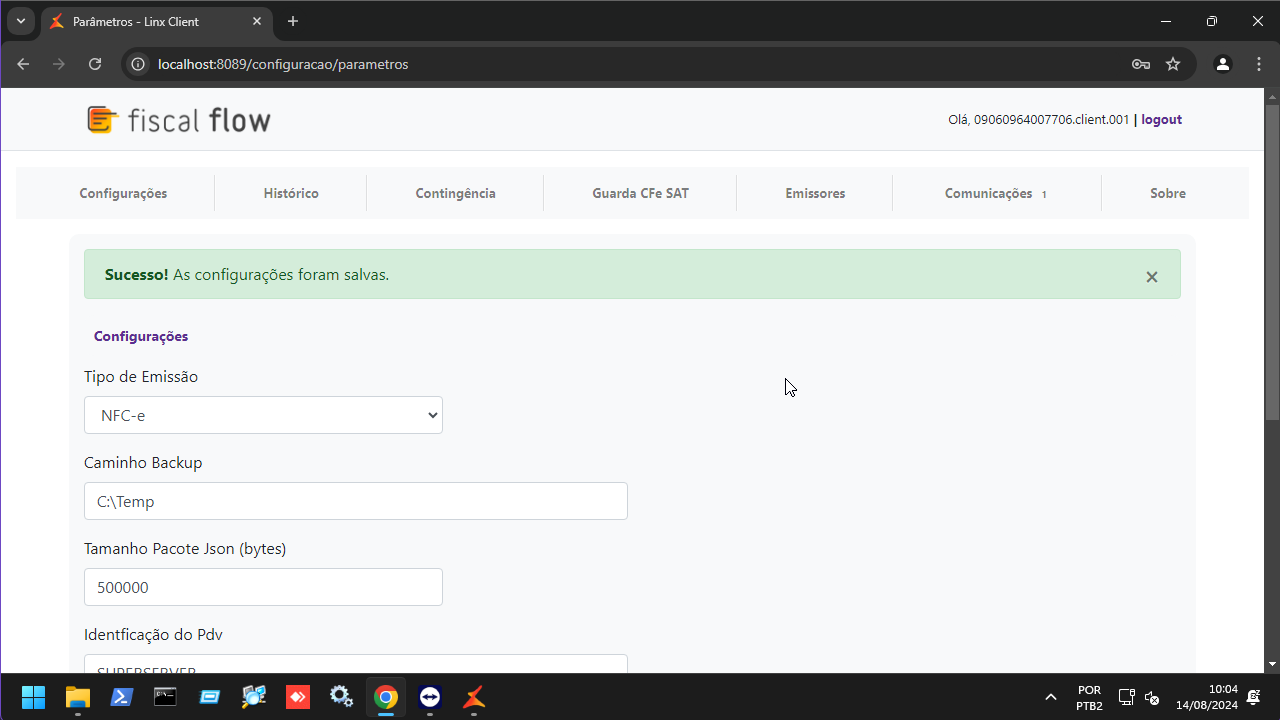 Parâmetros - Linx Client
localhost:8089/configuracao/parametros
fiscal flow
Olá, 09060964007706.client.001 | logout
Configurações
Histórico
Contingência
Guarda CFe SAT
Emissores
Comunicações 1
Sobre
Sucesso! As configurações foram salvas.
Configurações
Tipo de Emissão
NFC-e
Caminho Backup
C:\Temp
Tamanho Pacote Json (bytes)
500000
Identficação do Pdv
SUPERSERVER
POR
PTB2
10:04
14/08/2024